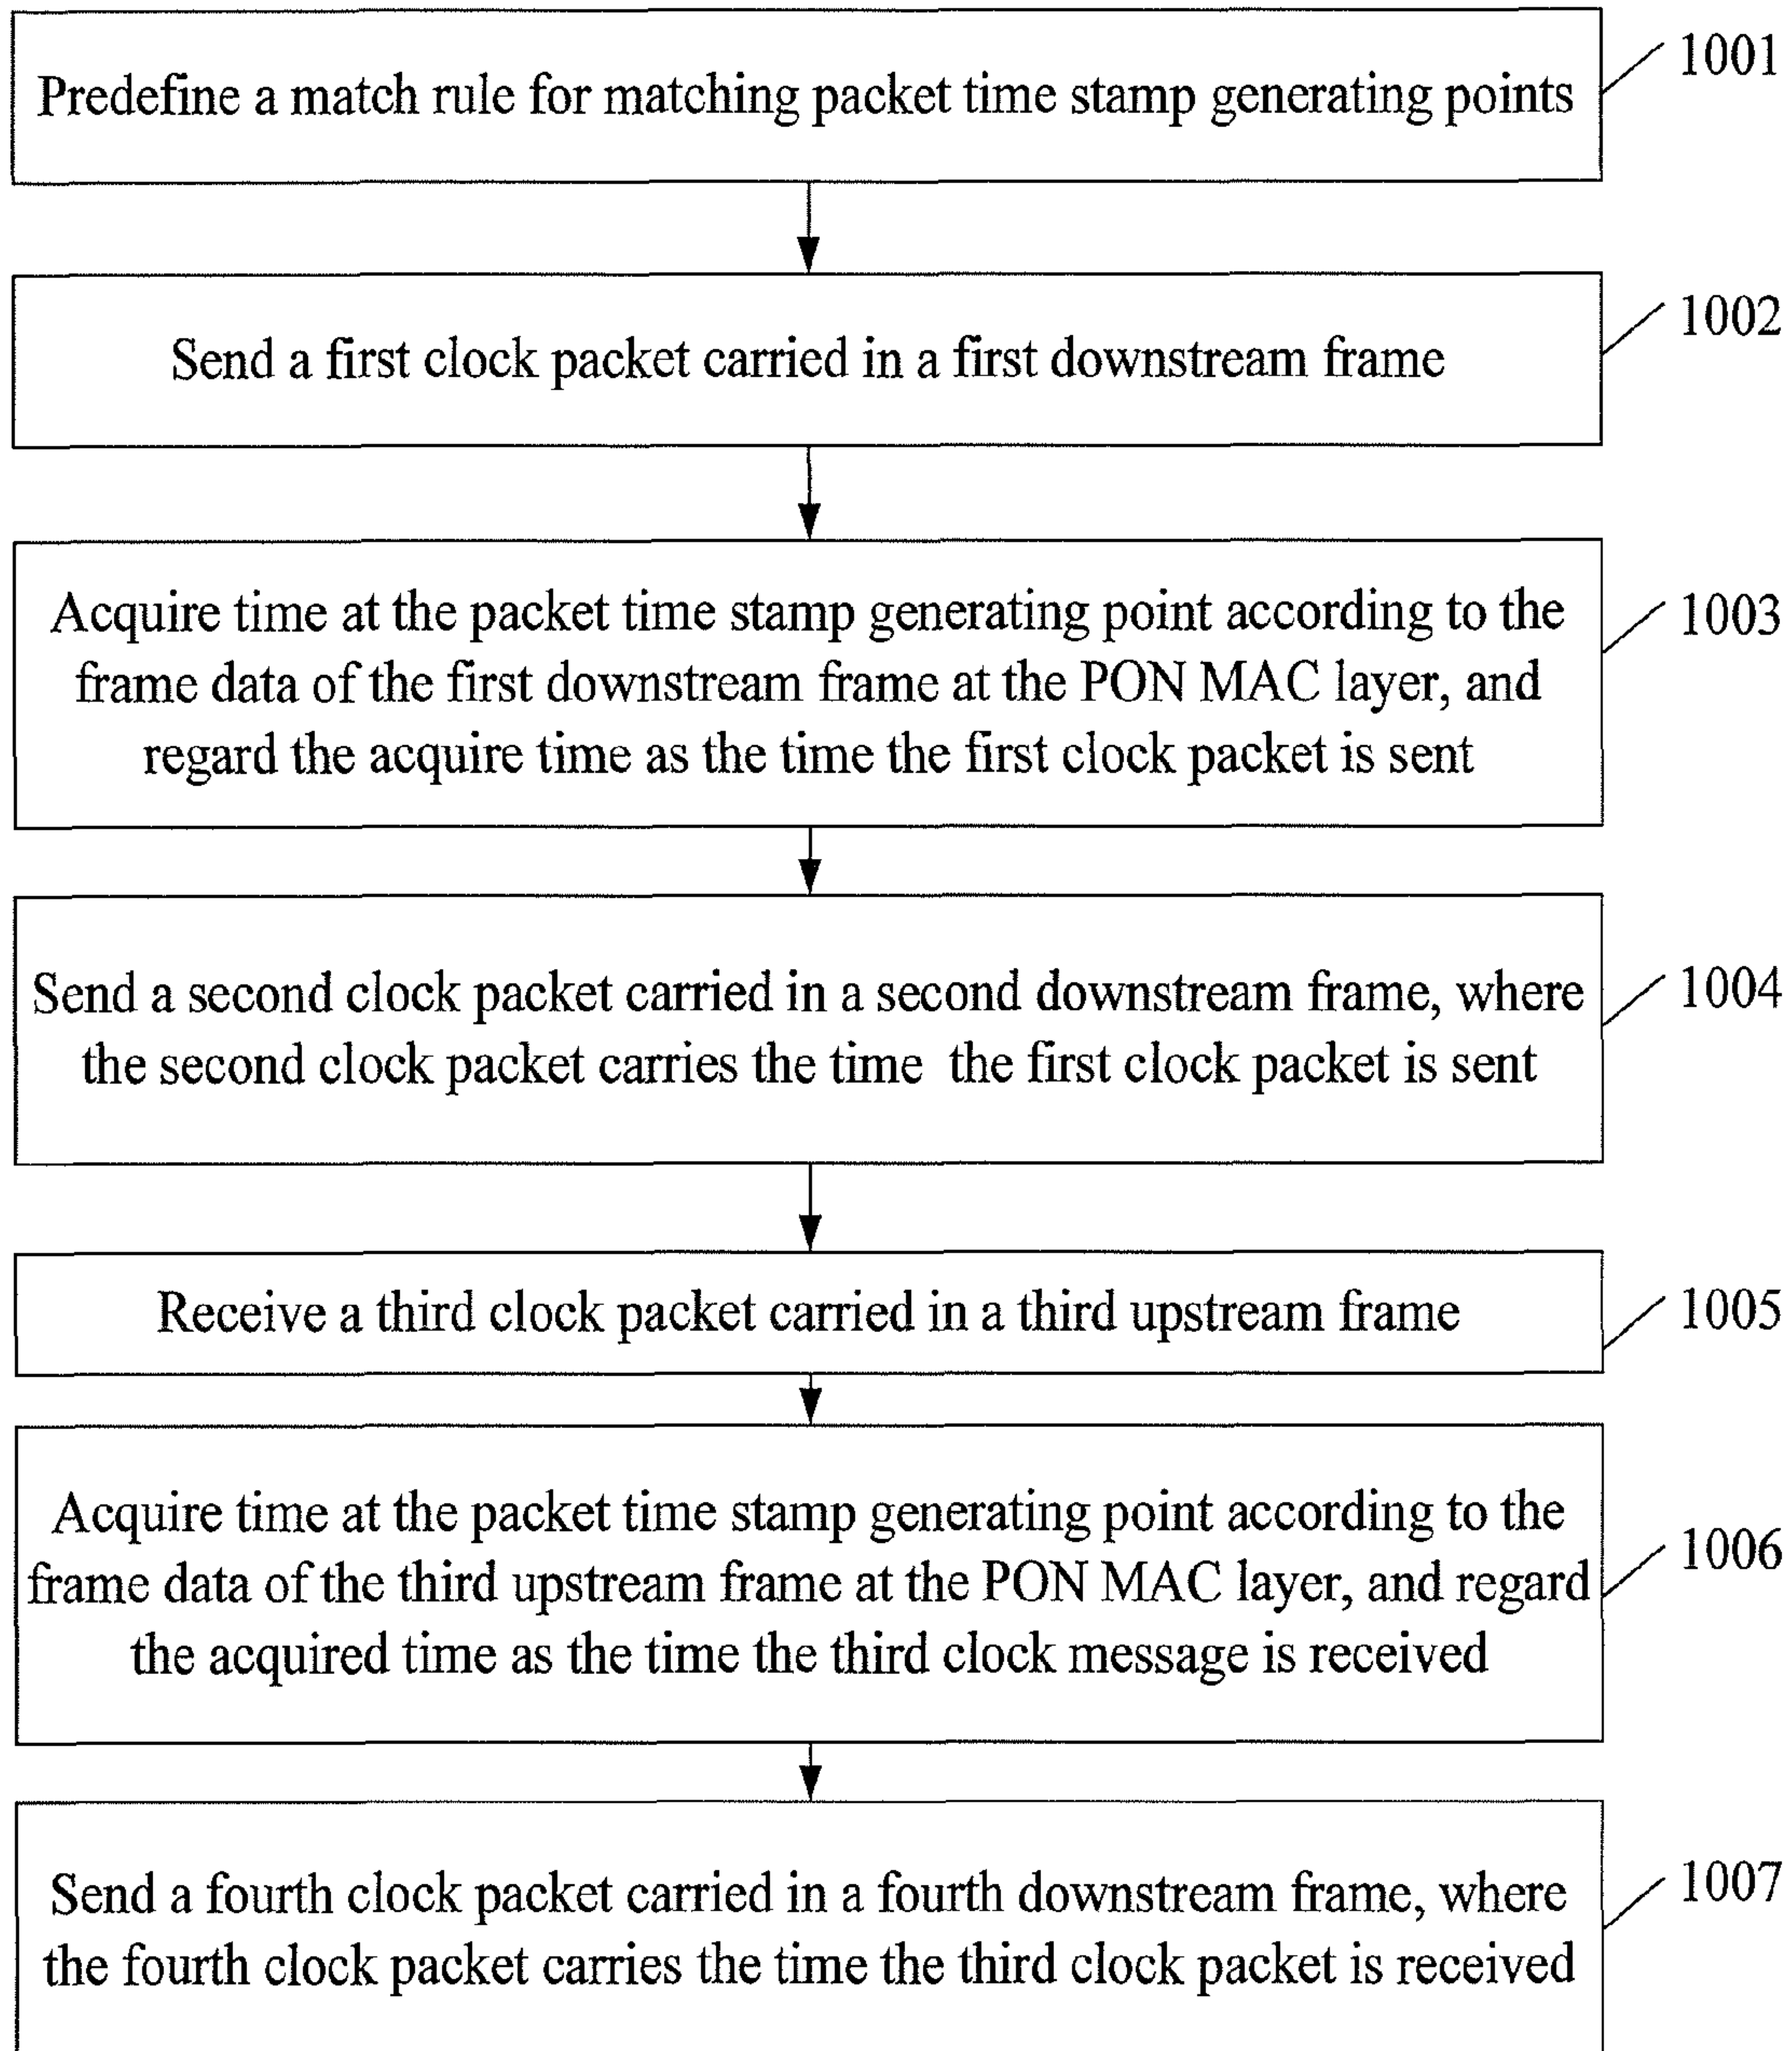 Predefine a match rule for matching packet time stamp generating points
1001
Send a first clock packet carried in a first downstream frame
1002
Acquire time at the packet time stamp generating point according to the
frame data of the first downstream frame at the PON MAC layer, and
regard the acquire time as the time the first clock packet is sent
1003
Send a second clock packet carried in a second downstream frame, where
the second clock packet carries the time the first clock packet is sent
1004
Receive a third clock packet carried in a third upstream frame
1005
Acquire time at the packet time stamp generating point according to the
frame data of the third upstream frame at the PON MAC layer, and regard
the acquired time as the time the third clock message is received
1006
Send a fourth clock packet carried in a fourth downstream frame, where
the fourth clock packet carries the time the third clock packet is received
1007